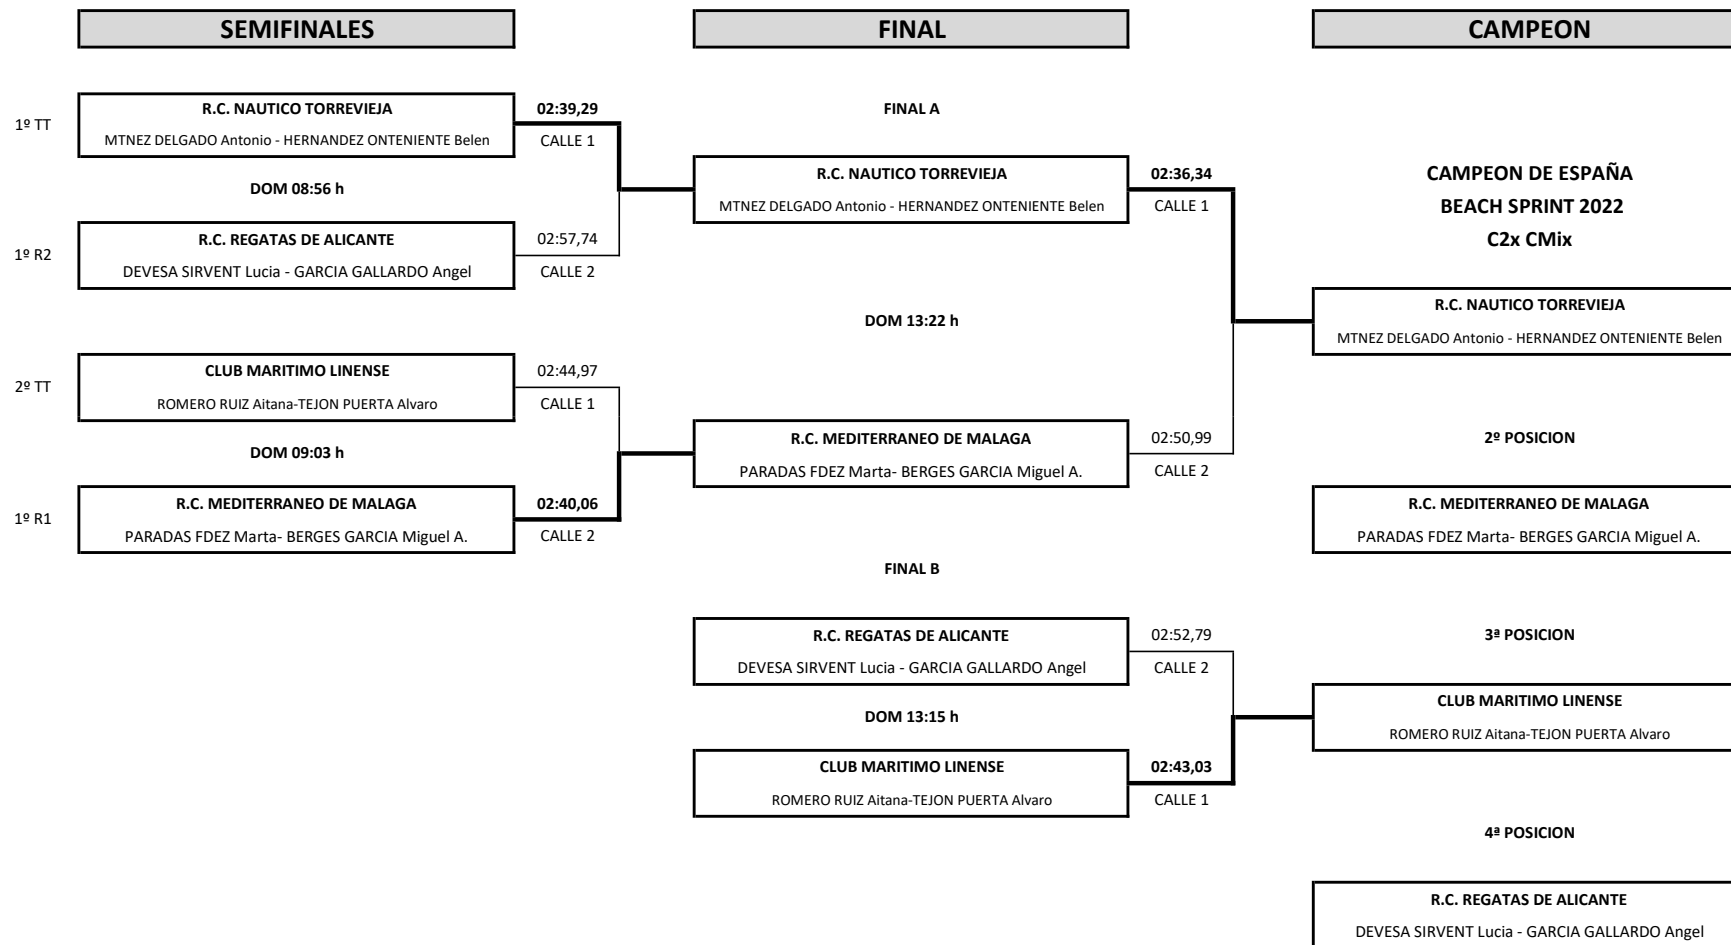 SEMIFINALES
FINAL
CAMPEON
1º TT
R.C. NAUTICO TORREVIEJA
MTNEZ DELGADO Antonio - HERNANDEZ ONTENIENTE Belen
02:39,29
CALLE 1
DOM 08:56 h
1º R2
R.C. REGATAS DE ALICANTE
DEVESA SIRVENT Lucia - GARCIA GALLARDO Angel
02:57,74
CALLE 2
2º TT
CLUB MARITIMO LINENSE
ROMERO RUIZ Aitana-TEJON PUERTA Alvaro
02:44,97
CALLE 1
DOM 09:03 h
1º R1
R.C. MEDITERRANEO DE MALAGA
PARADAS FDEZ Marta- BERGES GARCIA Miguel A.
02:40,06
CALLE 2
FINAL A
R.C. NAUTICO TORREVIEJA
MTNEZ DELGADO Antonio - HERNANDEZ ONTENIENTE Belen
02:36,34
CALLE 1
DOM 13:22 h
R.C. MEDITERRANEO DE MALAGA
PARADAS FDEZ Marta- BERGES GARCIA Miguel A.
02:50,99
CALLE 2
FINAL B
R.C. REGATAS DE ALICANTE
DEVESA SIRVENT Lucia - GARCIA GALLARDO Angel
02:52,79
CALLE 2
DOM 13:15 h
CLUB MARITIMO LINENSE
ROMERO RUIZ Aitana-TEJON PUERTA Alvaro
02:43,03
CALLE 1
CAMPEON DE ESPAÑA
BEACH SPRINT 2022
C2x CMix
R.C. NAUTICO TORREVIEJA
MTNEZ DELGADO Antonio - HERNANDEZ ONTENIENTE Belen
2º POSICION
R.C. MEDITERRANEO DE MALAGA
PARADAS FDEZ Marta- BERGES GARCIA Miguel A.
3ª POSICION
CLUB MARITIMO LINENSE
ROMERO RUIZ Aitana-TEJON PUERTA Alvaro
4ª POSICION
R.C. REGATAS DE ALICANTE
DEVESA SIRVENT Lucia - GARCIA GALLARDO Angel